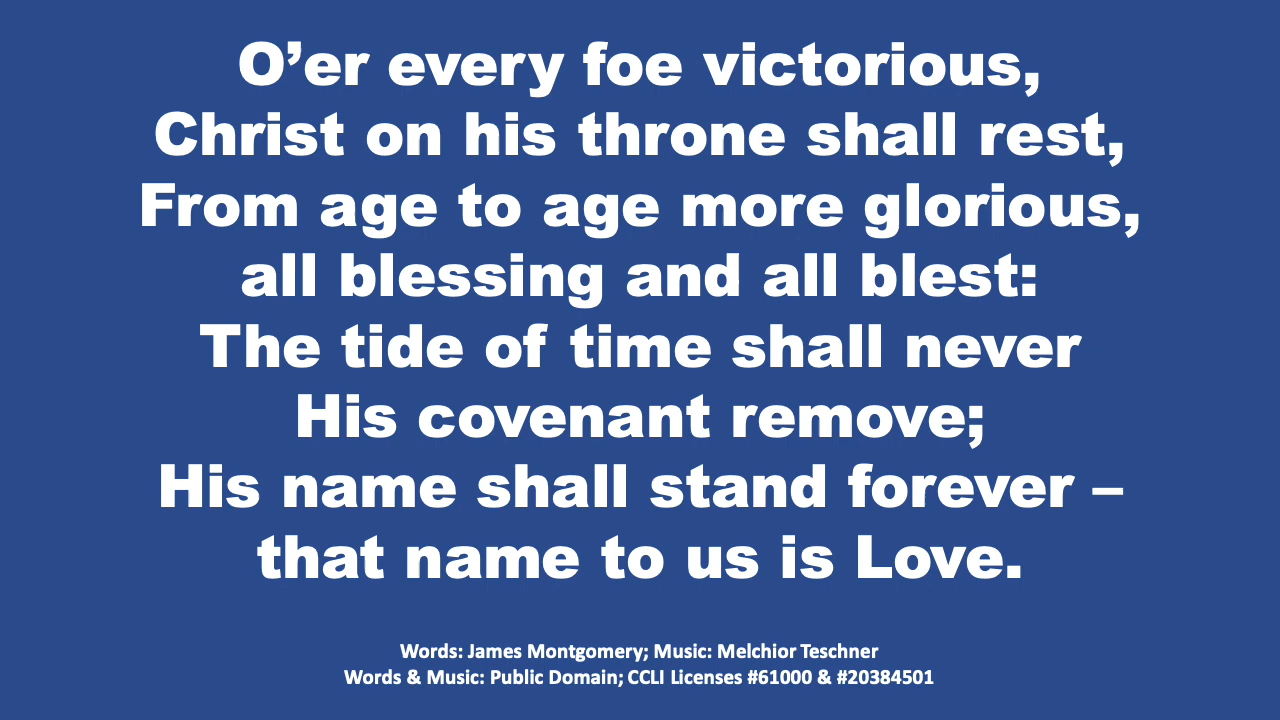 O’er every foe victorious,
Christ on his throne shall rest,
From age to age more glorious,
all blessing and all blest:
The tide of time shall never
His covenant remove;
His name shall stand forever –
that name to us is Love.
Words: James Montgomery; Music: Melchior Teschner
Words & Music: Public Domain; CCLI Licenses #61000 & #20384501